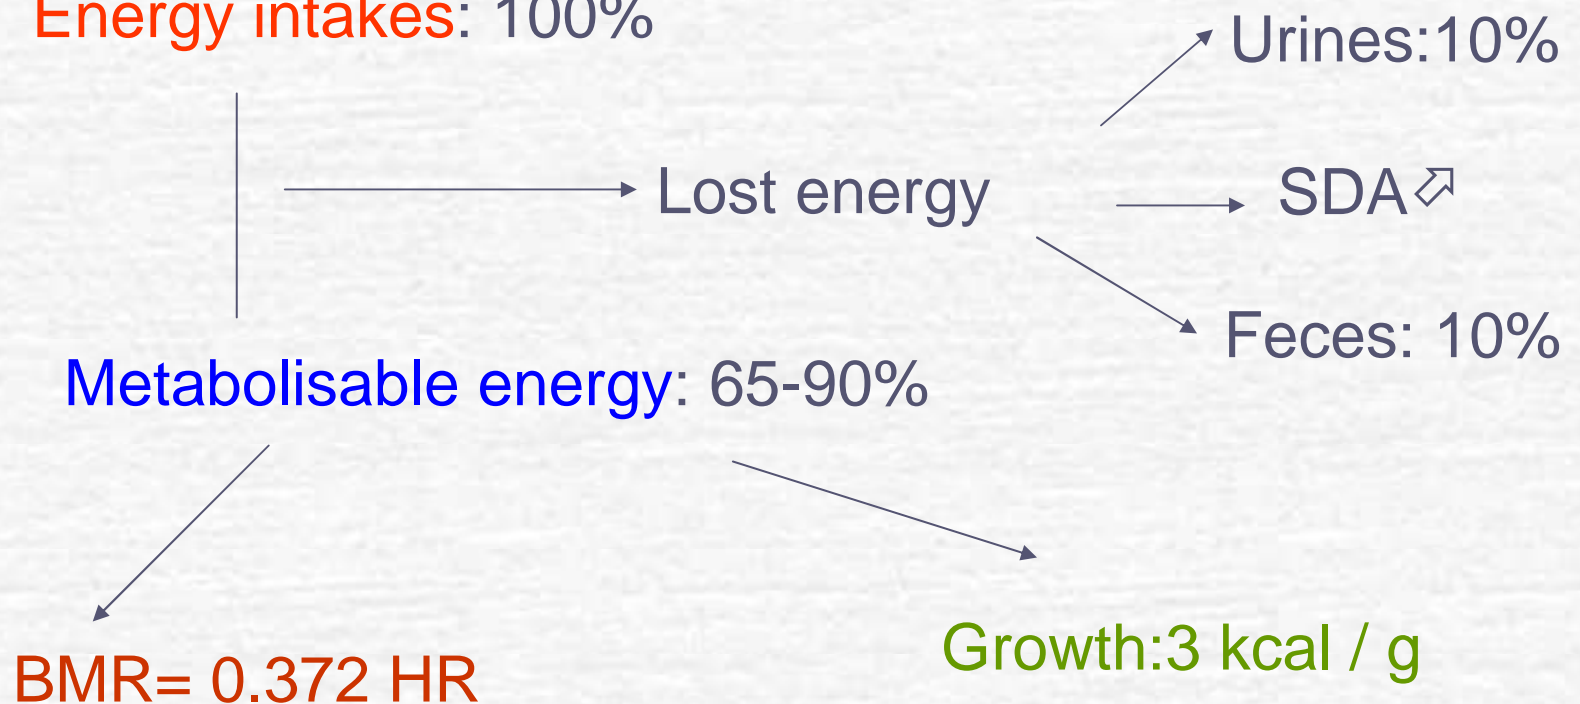 Energy intakes: 100%
Urines:10%
Lost energy
SDA⬀
Feces: 10%
Metabolisable energy: 65-90%
Growth:3 kcal / g
BMR= 0.372 HR